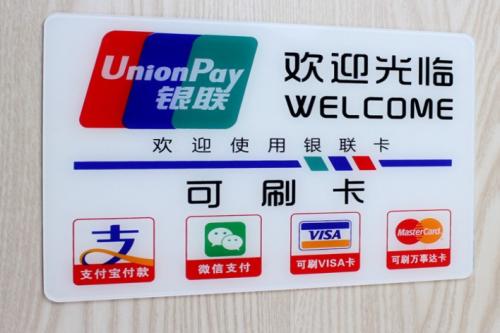 UnionPay
银联
欢迎光临
WELCOME
欢迎使用银联卡
可刷卡
支
支付宝付款
微信支付
VISA
可刷VISA卡
MasterCard
可刷万事达卡